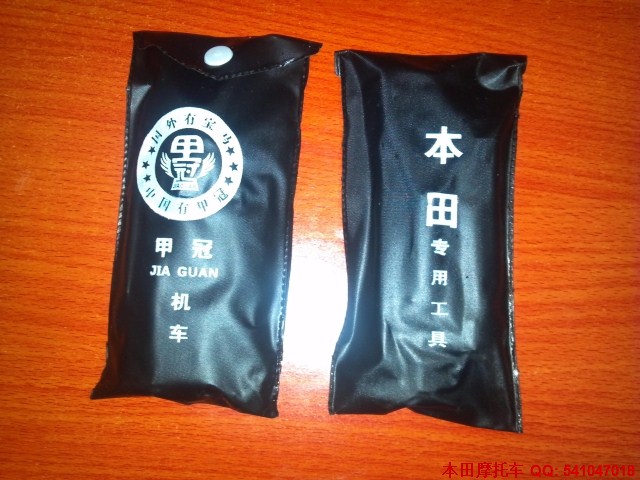 国外有宝马
甲冠
中国有甲冠
甲冠
JIA GUAN
机车
本田
专用工具
本田摩托车 QQ: 541047018